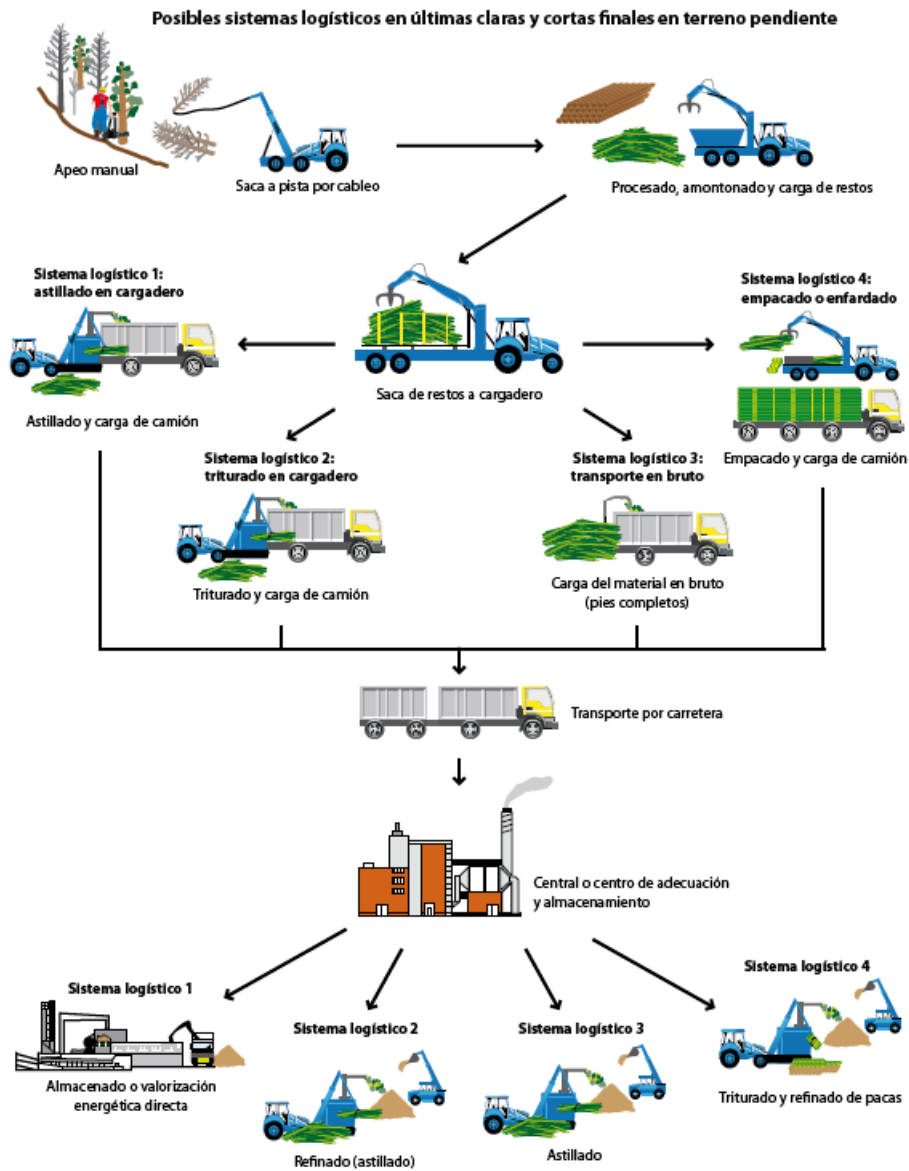 Posibles sistemas logísticos en últimas claras y cortas finales en terreno pendiente
Apeo manual
Saca a pista por cableo
Procesado, amontonado y carga de restos
Sistema logístico 1:
astillado en cargadero
Astillado y carga de camión
Saca de restos a cargadero
Sistema logístico 4:
empacado o enfardado
Empacado y carga de camión
Sistema logístico 2:
triturado en cargadero
Triturado y carga de camión
Sistema logístico 3:
transporte en bruto
Carga del material en bruto
(pies completos)
Transporte por carretera
Central o centro de adecuación
y almacenamiento
Sistema logístico 1
Almacenado o valorización
energética directa
Sistema logístico 2
Refinado (astillado)
Sistema logístico 3
Astillado
Sistema logístico 4
Triturado y refinado de pacas